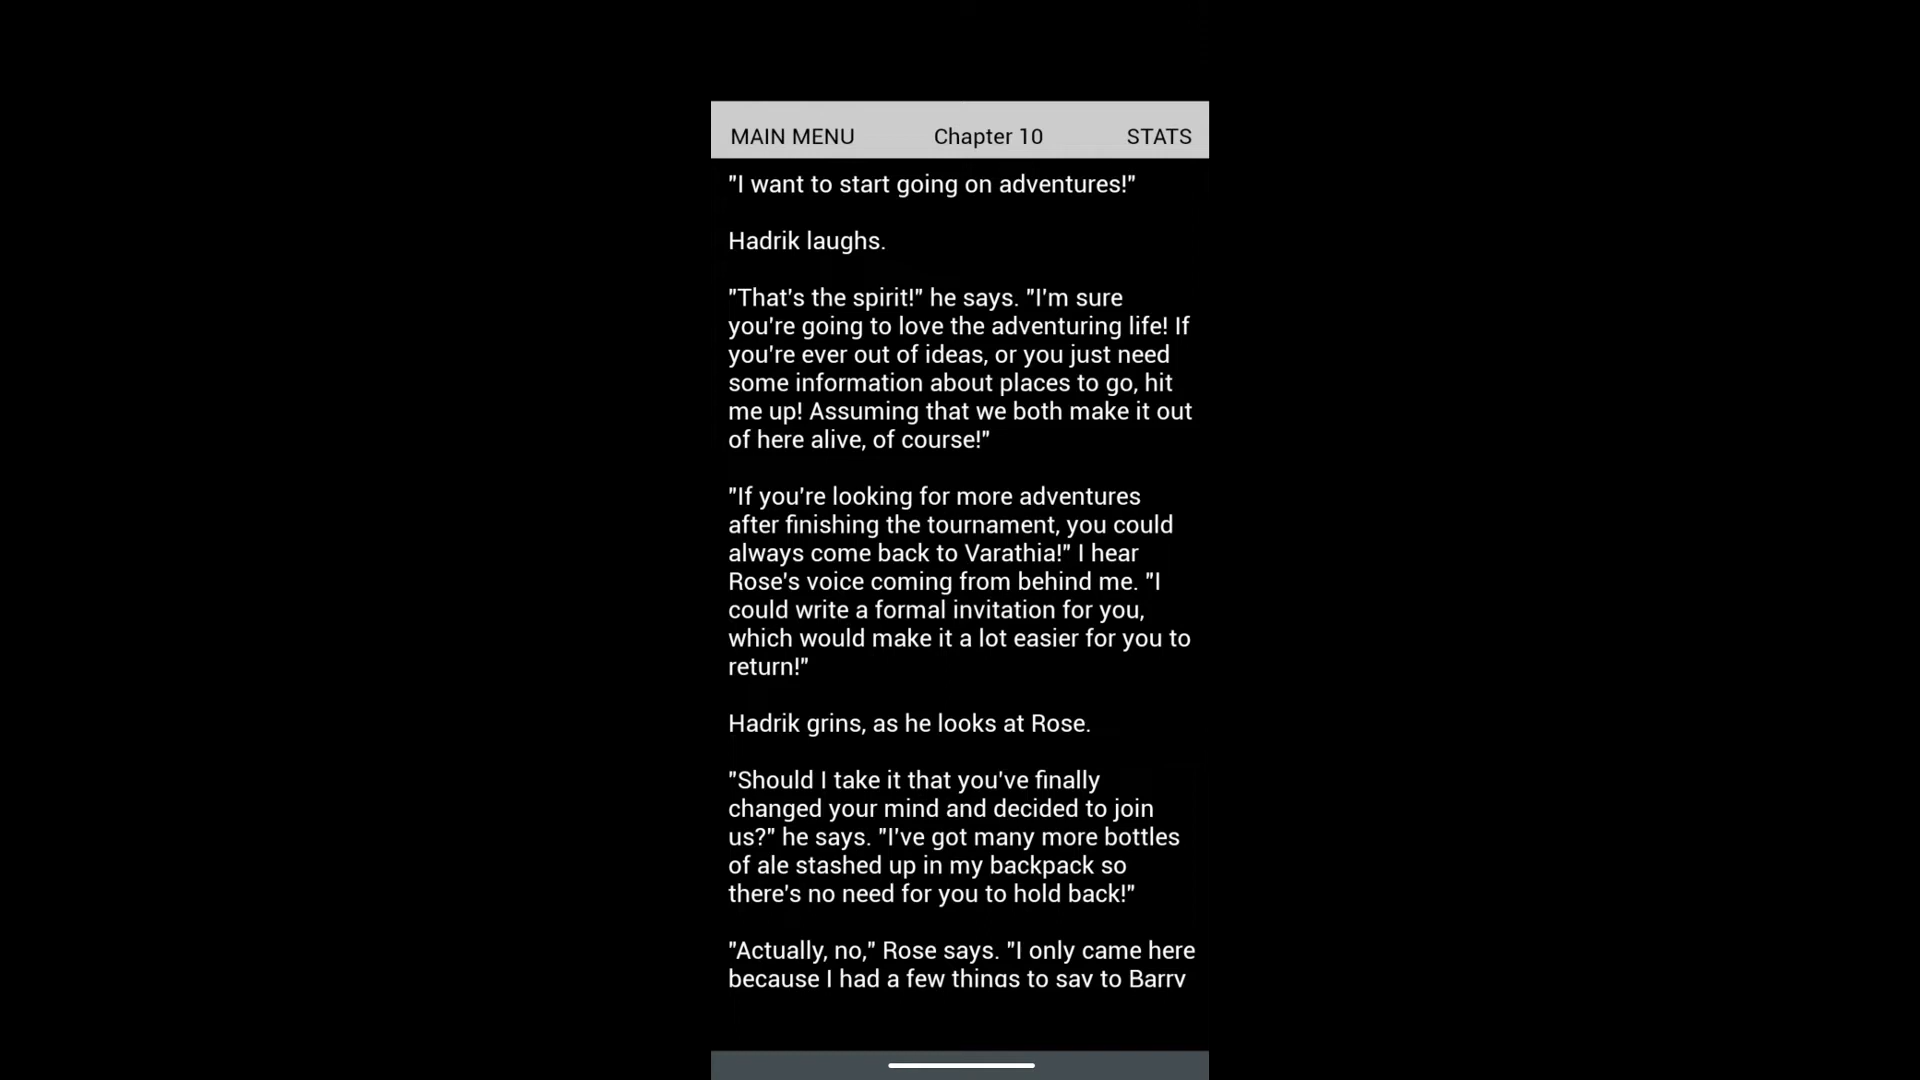 MAIN MENU Chapter 10 STATS
"I want to start going on adventures!"
Hadrik laughs.
"That's the spirit!" he says. "I'm sure
you're going to love the adventuring life! If
you're ever out of ideas, or you just need
some information about places to go, hit
me up! Assuming that we both make it out
of here alive, of course!"
"If you're looking for more adventures
after finishing the tournament, you could
always come back to Varathia!" I hear
Rose's voice coming from behind me. "I
could write a formal invitation for you,
which would make it a lot easier for you to
return!"
Hadrik grins, as he looks at Rose.
"Should I take it that you've finally
changed your mind and decided to join
us?" he says. "I've got many more bottles
of ale stashed up in my backpack so
there's no need for you to hold back!"
"Actually, no," Rose says. "I only came here
because I had a few things to say to Barry